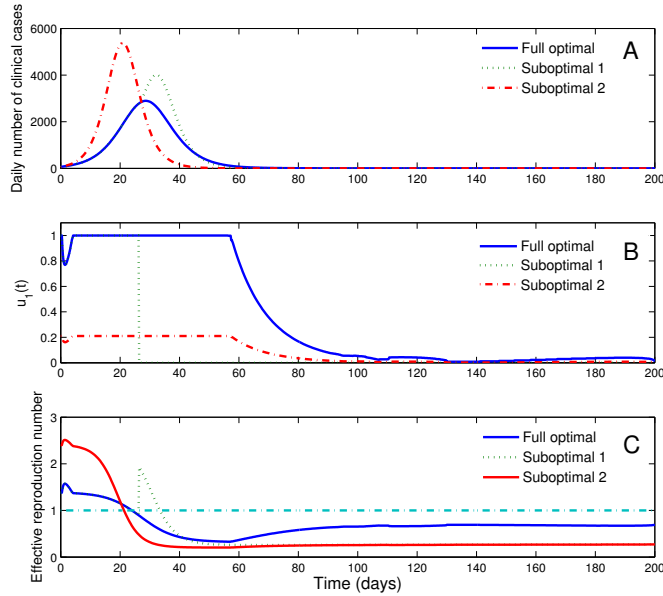 6000
4000
2000
0
Daily number of clinical cases
Full optimal
Suboptimal 1
Suboptimal 2
A
0 20 40 60 80 100 120 140 160 180 200
1
0.8
0.6
0.4
0.2
0
u1(t)
Full optimal
Suboptimal 1
Suboptimal 2
B
0 20 40 60 80 100 120 140 160 180 200
3
2
1
0
Effective reproduction number
Full optimal
Suboptimal 1
Suboptimal 2
C
0 20 40 60 80 100 120 140 160 180 200
Time (days)